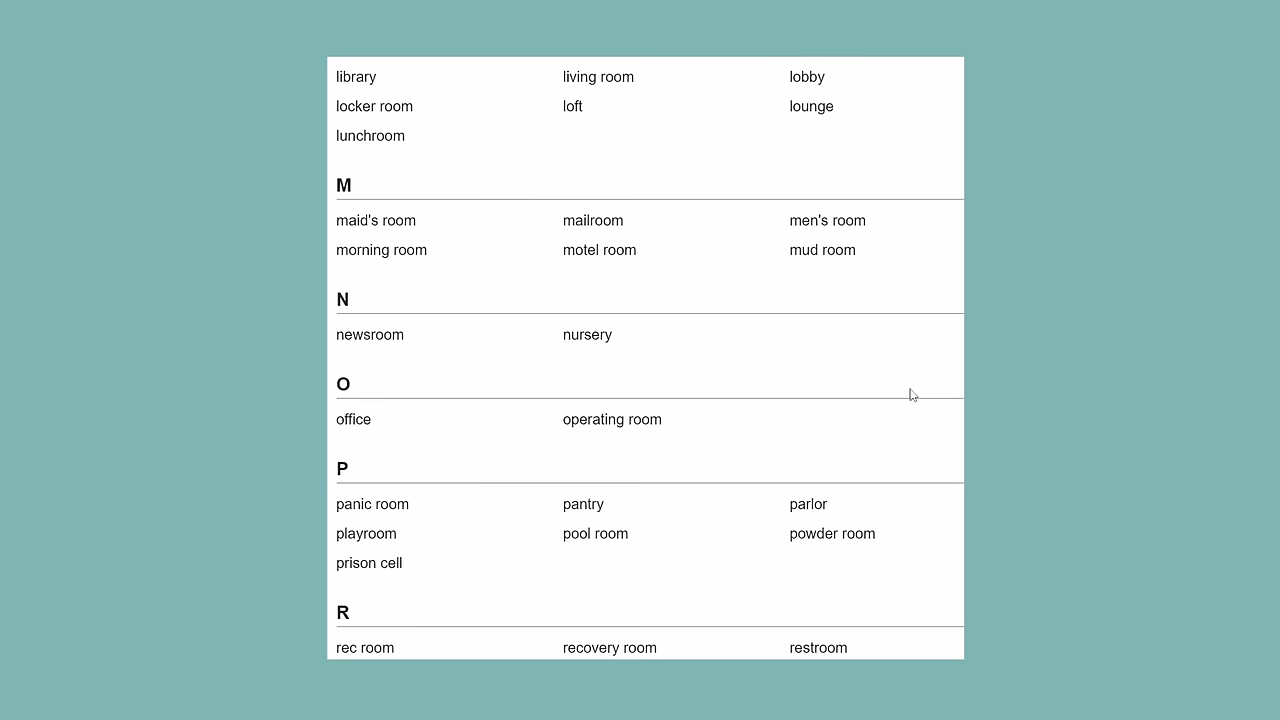 library living room lobby
locker room loft lounge
lunchroom
M
maid's room mailroom men's room
morning room motel room mud room
N
newsroom nursery
O
office operating room
P
panic room pantry parlor
playroom pool room powder room
prison cell
R
rec room recovery room restroom